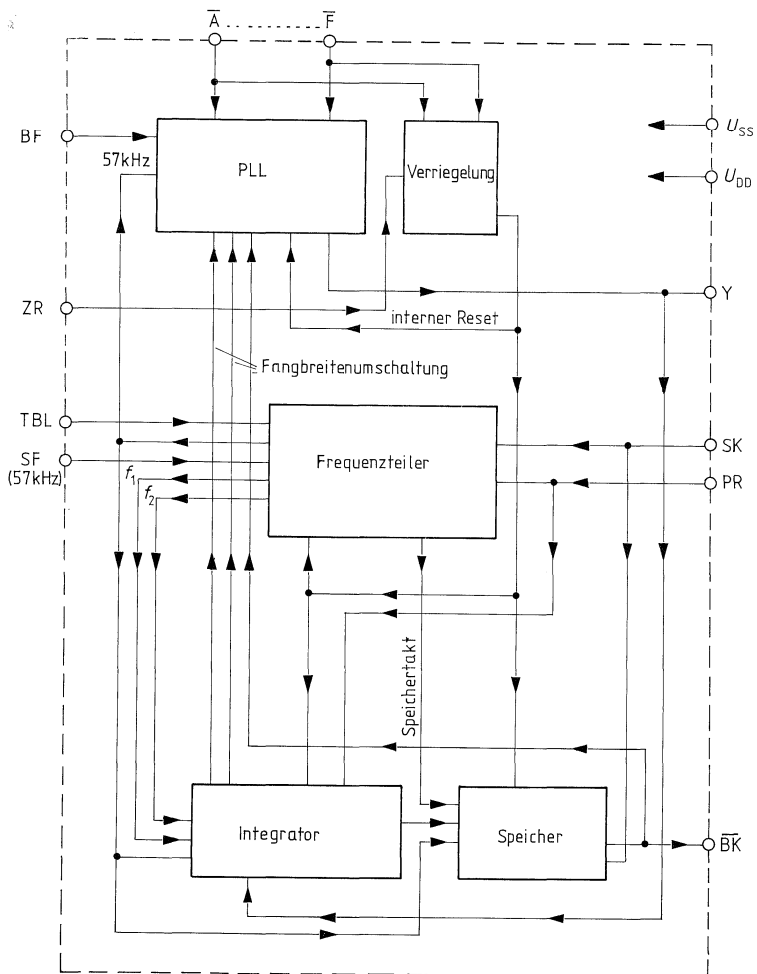 A̅ . . . . . . . . . F̅
BF
57kHz
PLL
Verriegelung
U_SS
U_DD
ZR
Y
interner Reset
Fangbreitenumschaltung
TBL
Frequenzteiler
SK
SF
(57kHz)
f₁
f₂
PR
Speichertakt
Integrator
Speicher
B̅K̅